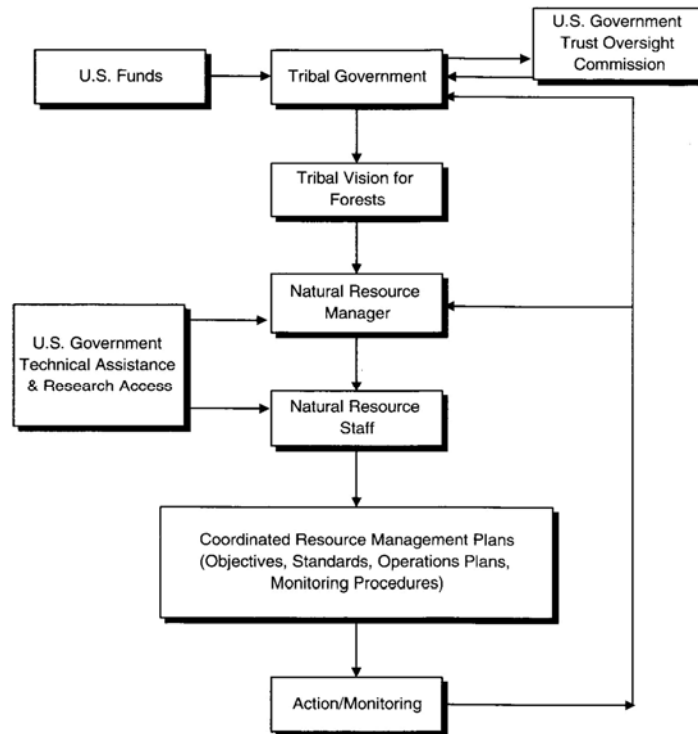 U.S. Government
Trust Oversight
Commission
U.S. Funds
Tribal Government
Tribal Vision for
Forests
Natural Resource
Manager
U.S. Government
Technical Assistance
& Research Access
Natural Resource
Staff
Coordinated Resource Management Plans
(Objectives, Standards, Operations Plans,
Monitoring Procedures)
Action/Monitoring